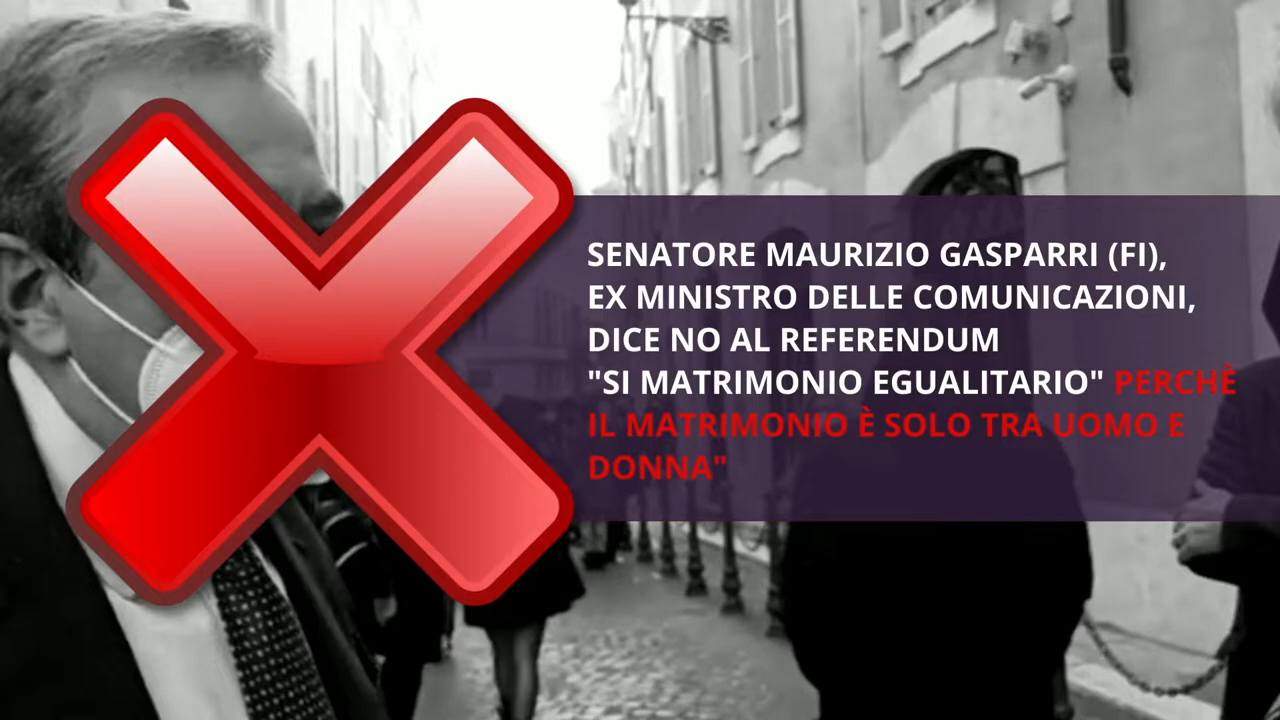 SENATORE MAURIZIO GASPARRI (FI),
EX MINISTRO DELLE COMUNICAZIONI,
DICE NO AL REFERENDUM
"SI MATRIMONIO EGUALITARIO" PERCHÈ
IL MATRIMONIO È SOLO TRA UOMO E
DONNA"